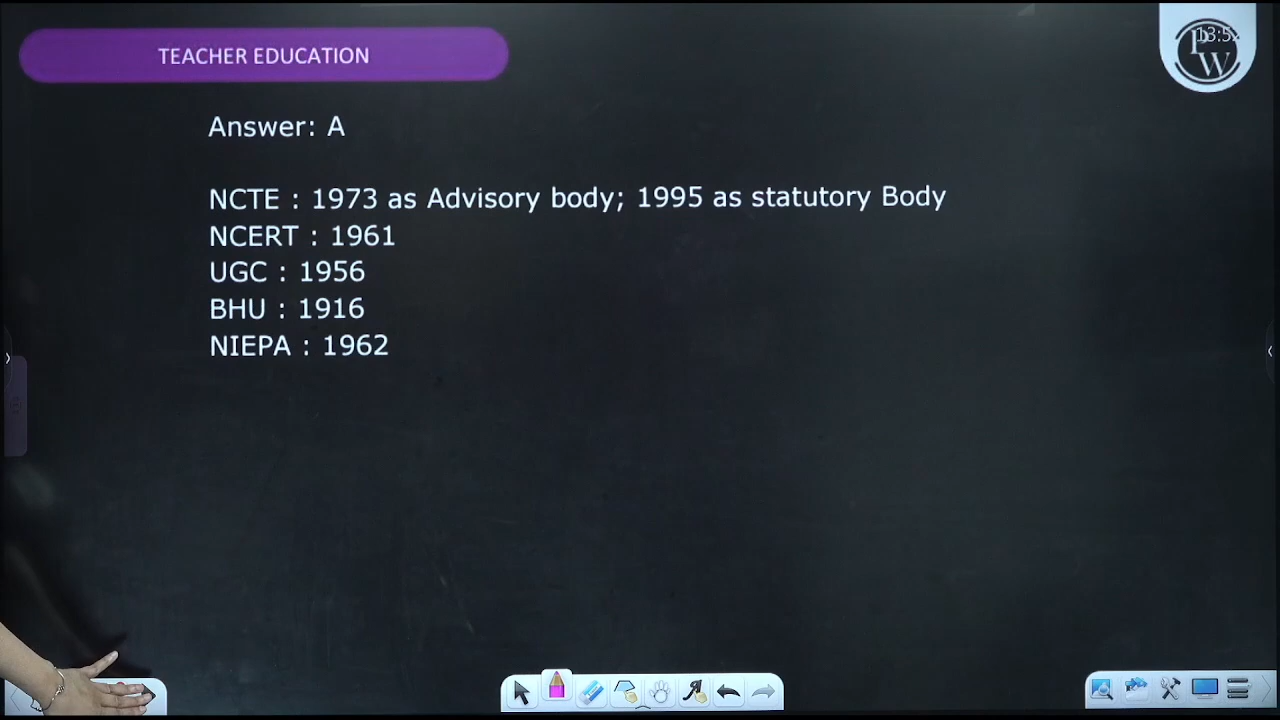 TEACHER EDUCATION
PW
Answer: A
NCTE : 1973 as Advisory body; 1995 as statutory Body
NCERT : 1961
UGC : 1956
BHU : 1916
NIEPA : 1962